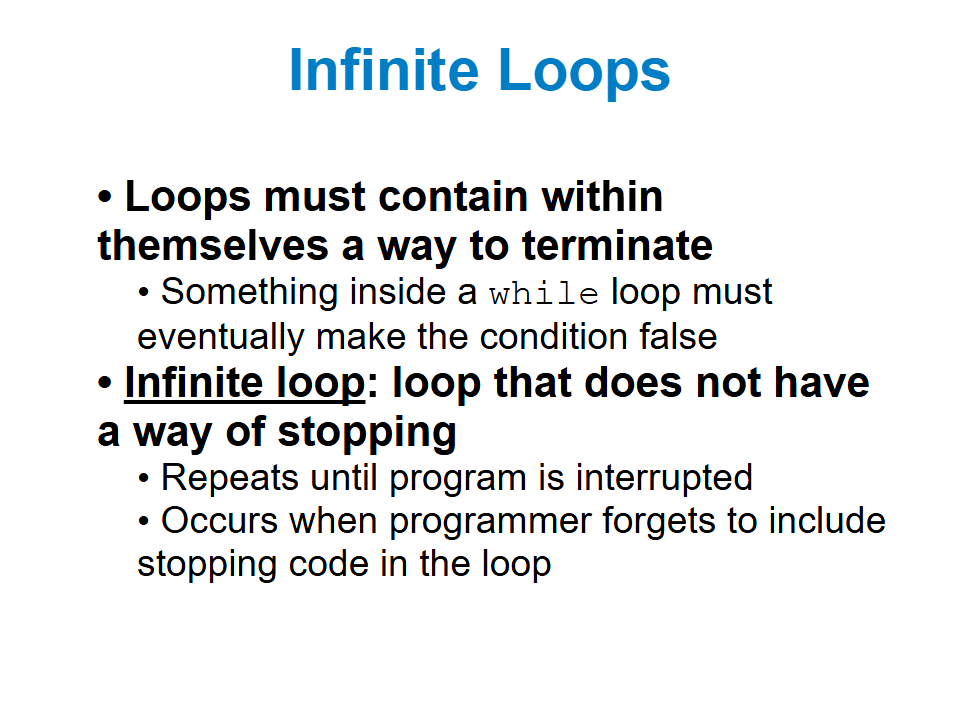 Infinite Loops
• Loops must contain within
themselves a way to terminate
• Something inside a while loop must
eventually make the condition false
• Infinite loop: loop that does not have
a way of stopping
• Repeats until program is interrupted
• Occurs when programmer forgets to include
stopping code in the loop